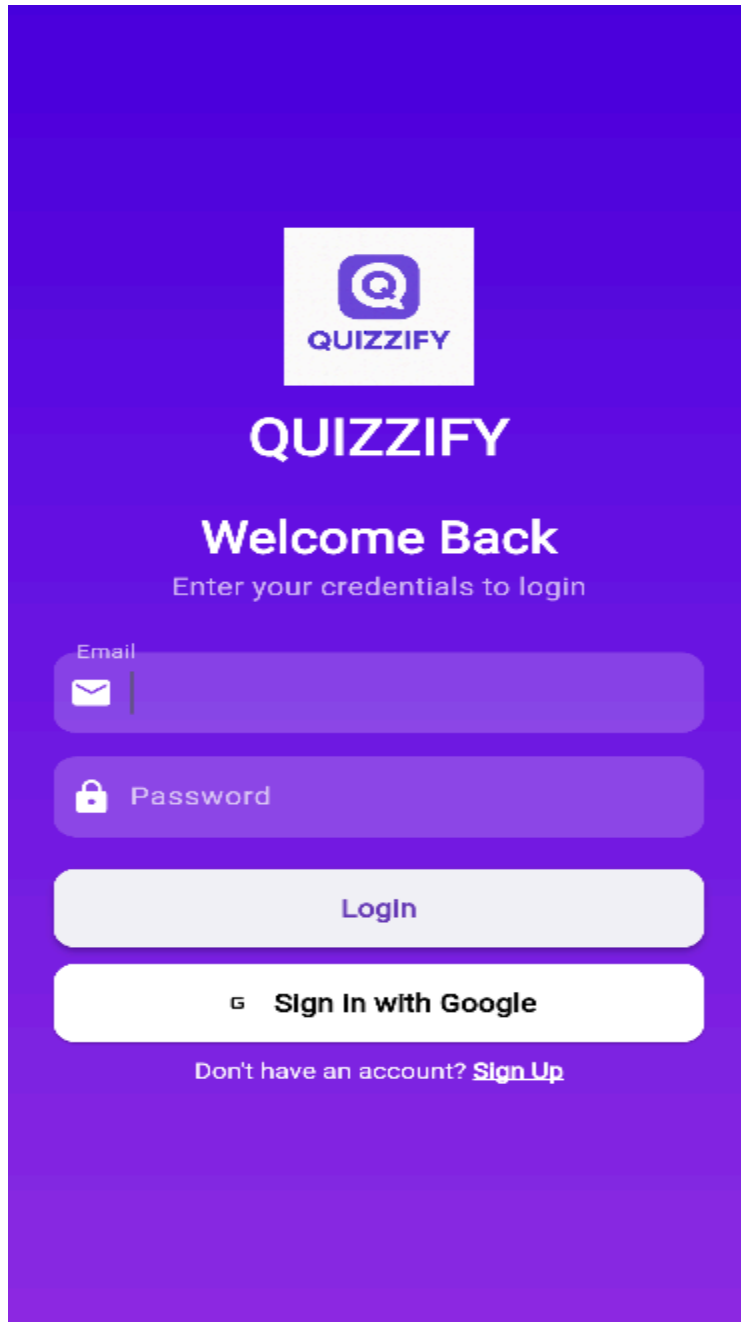 Q
QUIZZIFY
QUIZZIFY
Welcome Back
Enter your credentials to login
Email
Password
Login
G Sign in with Google
Don't have an account? Sign Up